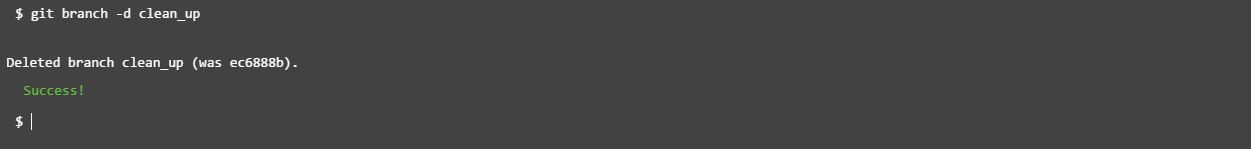 $ git branch -d clean_up
Deleted branch clean_up (was ec6888b).
Success!
$